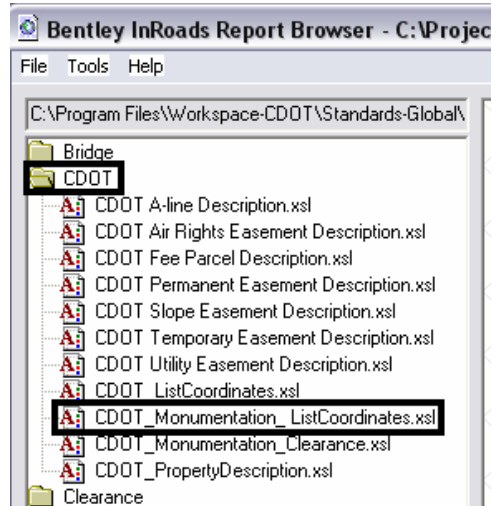 Bentley InRoads Report Browser - C:\Projec
File Tools Help
C:\Program Files\Workspace-CDOT\Standards-Global\
Bridge
CDOT
CDOT A-line Description.xsl
CDOT Air Rights Easement Description.xsl
CDOT Fee Parcel Description.xsl
CDOT Permanent Easement Description.xsl
CDOT Slope Easement Description.xsl
CDOT Temporary Easement Description.xsl
CDOT Utility Easement Description.xsl
CDOT_ListCoordinates.xsl
CDOT_Monumentation_ ListCoordinates.xsl
CDOT_Monumentation_Clearance.xsl
CDOT_PropertyDescription.xsl
Clearance